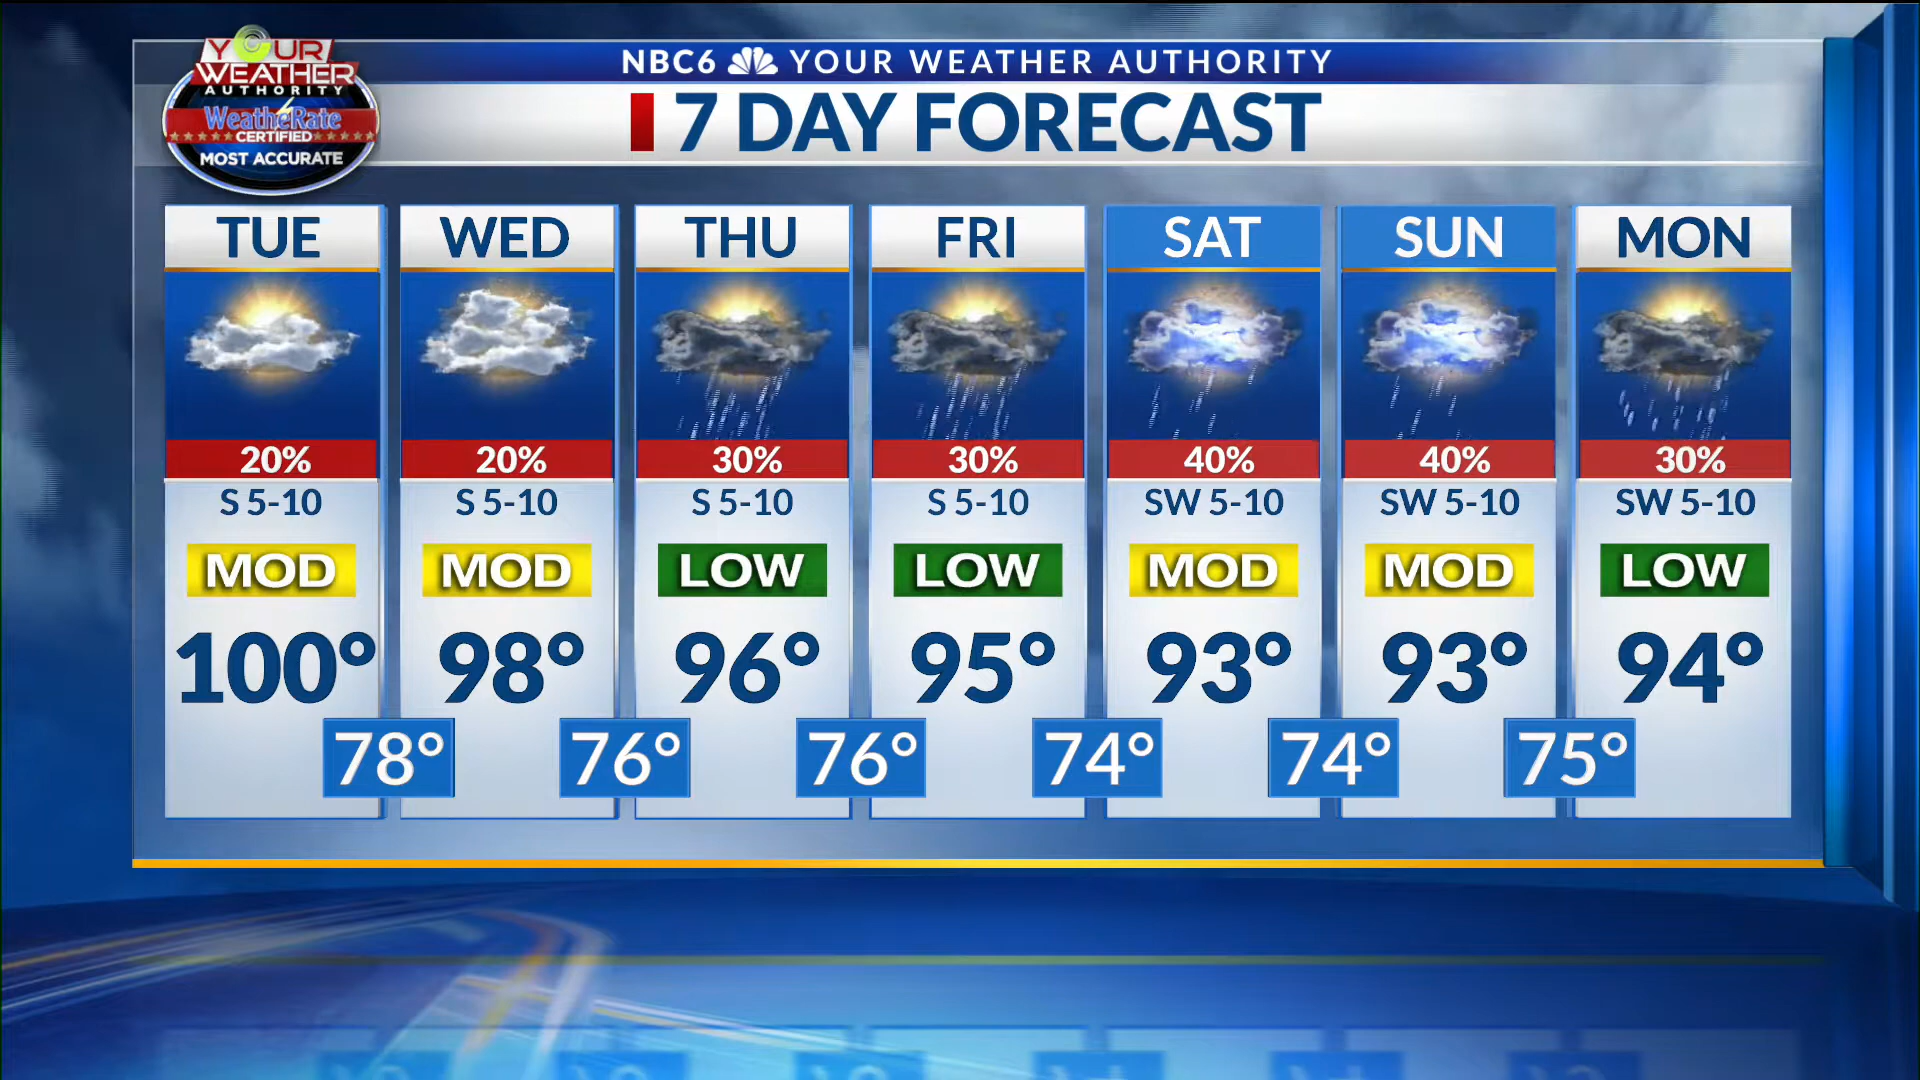 YOUR
WEATHER
AUTHORITY
WeatheRate
CERTIFIED
MOST ACCURATE
NBC6 YOUR WEATHER AUTHORITY
7 DAY FORECAST
TUE WED THU FRI SAT SUN MON
20% 20% 30% 30% 40% 40% 30%
S 5-10 S 5-10 S 5-10 S 5-10 SW 5-10 SW 5-10 SW 5-10
MOD MOD LOW LOW MOD MOD LOW
100° 98° 96° 95° 93° 93° 94°
78° 76° 76° 74° 74° 75°